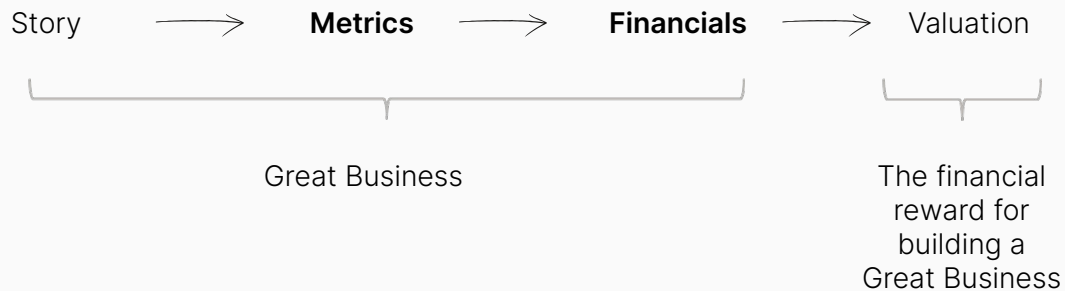 Story Metrics Financials Valuation
Great Business
The financial
reward for
building a
Great Business